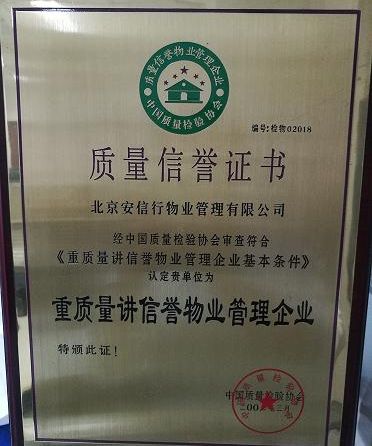 质量信誉物业管理企业
中国质量检验协会
编号:检物02018
质量信誉证书
北京安信行物业管理有限公司
经中国质量检验协会审查符合
《重质量讲信誉物业管理企业基本条件》
认定贵单位为
重质量讲信誉物业管理企业
特颁此证!
中国质量检验协会